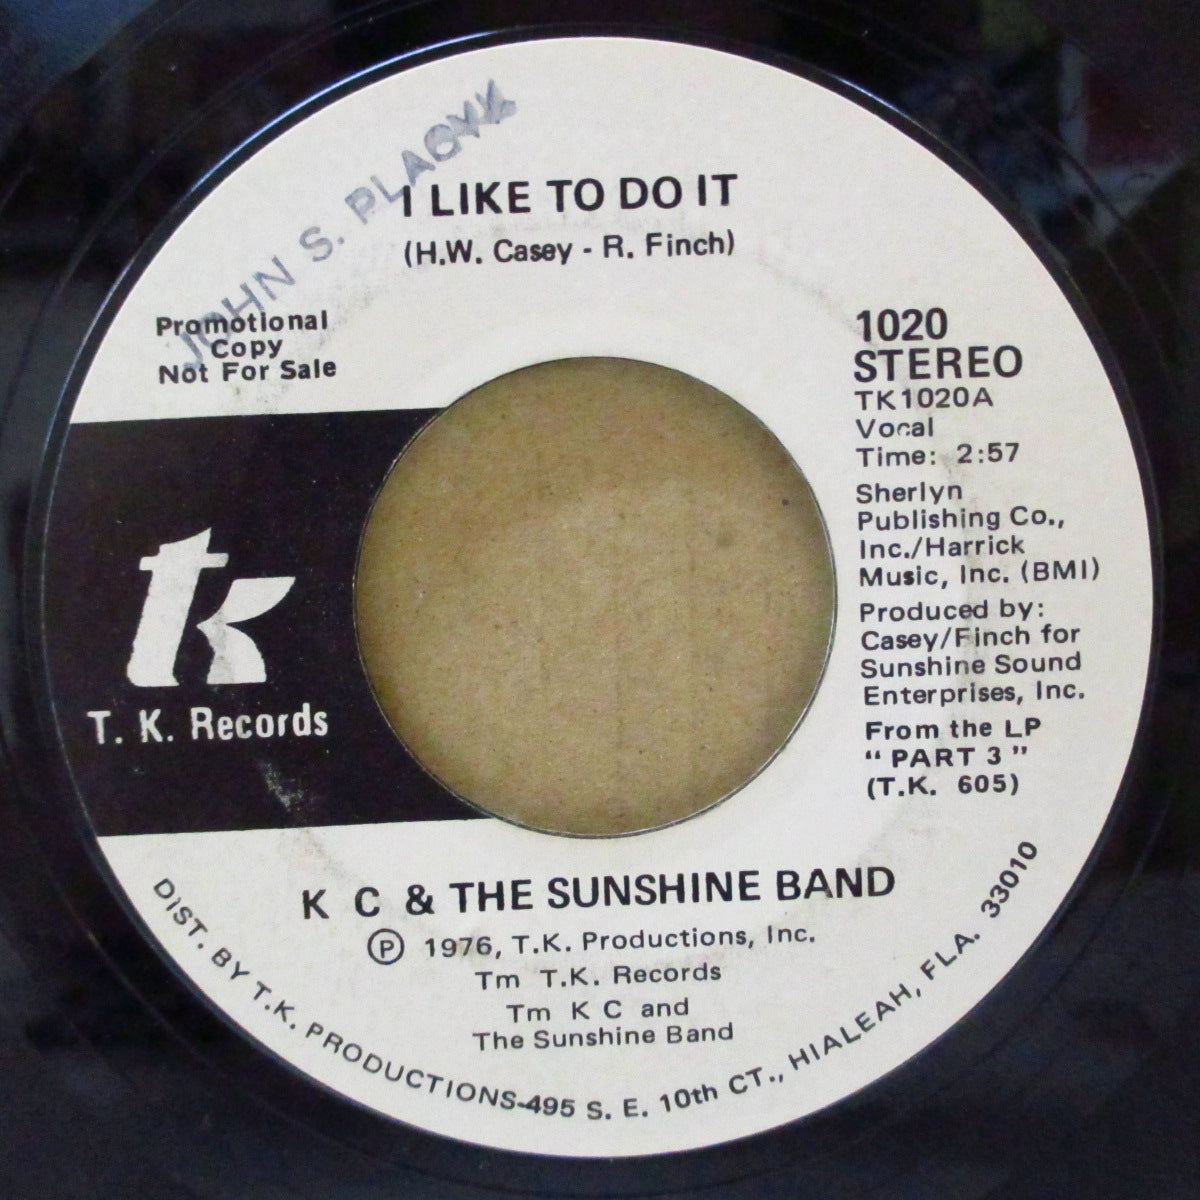 JOHN S.
I LIKE TO DO IT
(H.W. Casey - R. Finch)
Promotional
Copy
Not For Sale
1020
STEREO
TK1020A
Vocal
Time: 2:57
Sherlyn
Publishing Co.,
Inc./Harrick
Music, Inc. (BMI)
Produced by:
Casey/Finch for
Sunshine Sound
Enterprises, Inc.
From the LP
“ PART 3 ”
(T.K. 605)
tk
T. K. Records
K C & THE SUNSHINE BAND
Ⓟ 1976, T.K. Productions, Inc.
Tm T.K. Records
Tm K C and
The Sunshine Band
DIST. BY T.K. PRODUCTIONS-495 S. E. 10th CT., HIALEAH, FLA. 33010